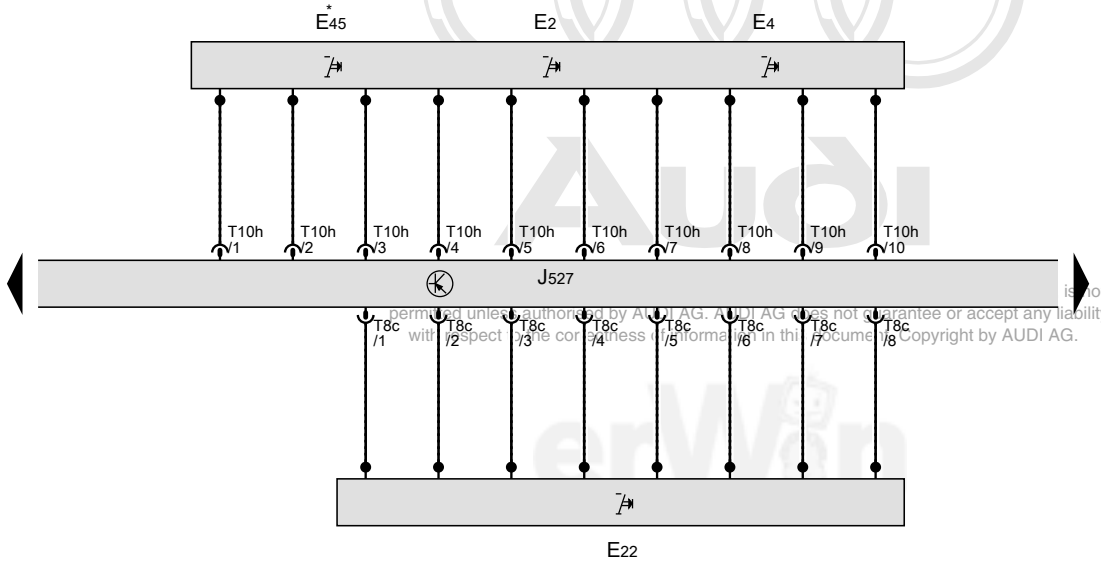 E45* E2 E4
Audi
T10h /1 T10h /2 T10h /3 T10h /4 T10h /5 T10h /6 T10h /7 T10h /8 T10h /9 T10h /10
J527
permitted unless authorised by AUDI AG. AUDI AG does not guarantee or accept any liabilit
T8c /1 T8c /2 T8c /3 T8c /4 T8c /5 T8c /6 T8c /7 T8c /8
with respect to the correctness of information in this document. Copyright by AUDI AG.
erWin
E22